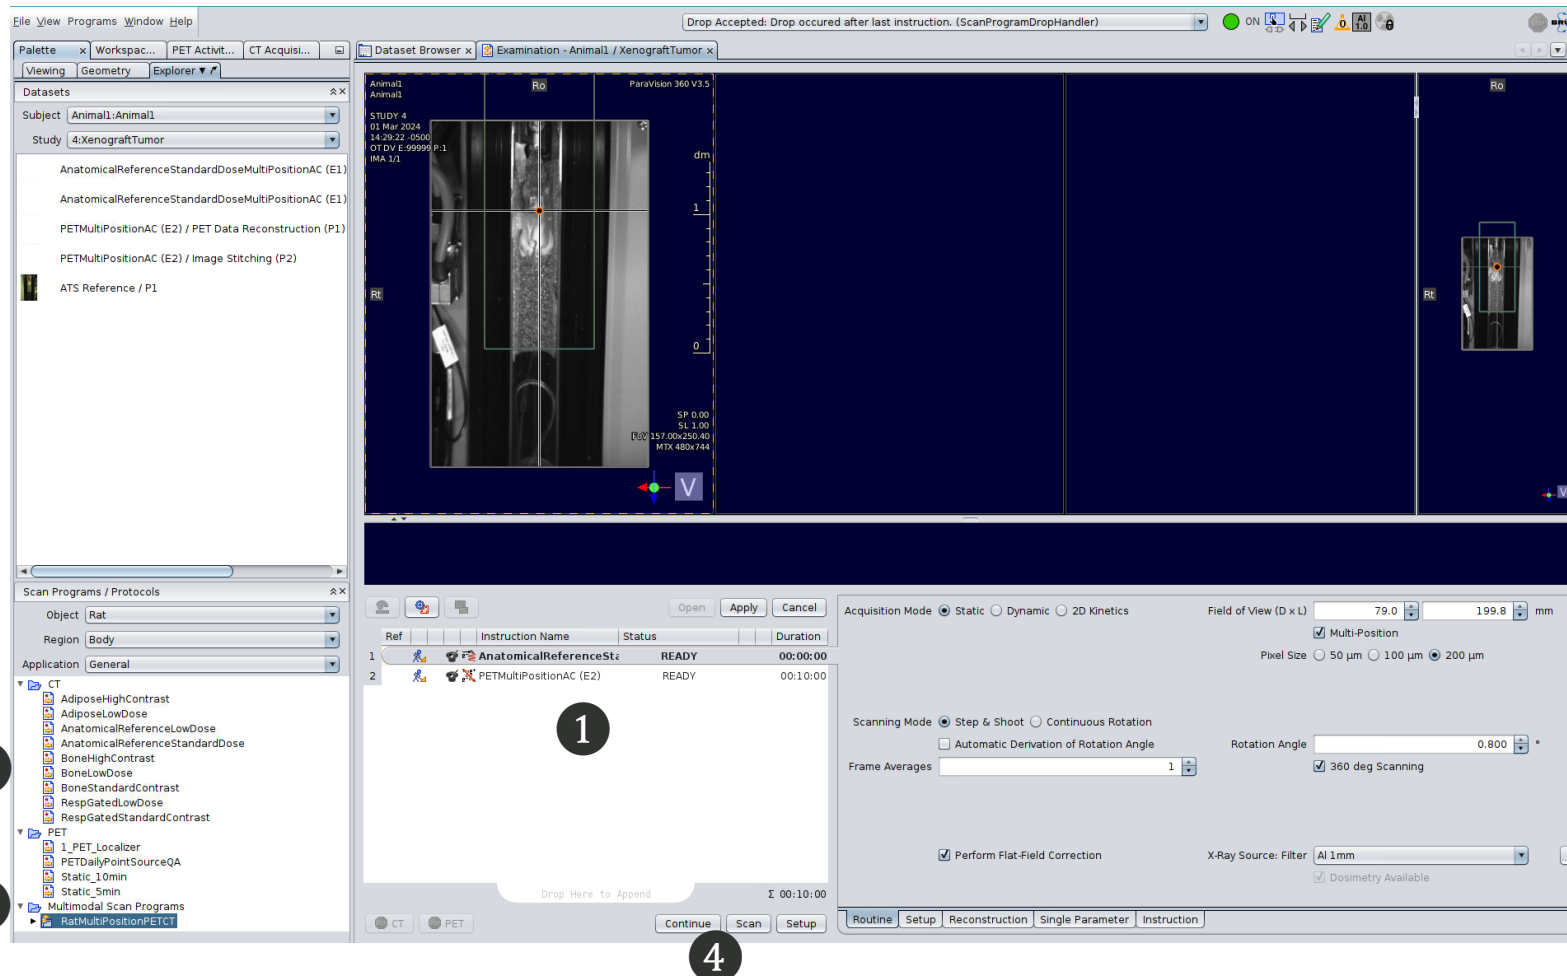 File View Programs Window Help
Drop Accepted: Drop occured after last instruction. (ScanProgramDropHandler)
ON
AI 1.0
Palette x Workspac... PET Activit... CT Acquisi...
Dataset Browser x Examination - Animal1 / XenograftTumor x
Viewing Geometry Explorer
Datasets
Subject Animal1:Animal1
Study 4:XenograftTumor
AnatomicalReferenceStandardDoseMultiPositionAC (E1)
AnatomicalReferenceStandardDoseMultiPositionAC (E1)
PETMultiPositionAC (E2) / PET Data Reconstruction (P1)
PETMultiPositionAC (E2) / Image Stitching (P2)
ATS Reference / P1
Animal1
Animal1
STUDY 4
01 Mar 2024
14:29:22 -0500
OT DV E:99999 P:1
IMA 1/1
Ro
ParaVision 360 V3.5
dm
1
0
Rt
SP 0.00
SL 1.00
FoV 157.00x250.40
MTX 480x744
V
Ro
Rt
V
Scan Programs / Protocols
Object Rat
Region Body
Application General
CT
AdiposeHighContrast
AdiposeLowDose
AnatomicalReferenceLowDose
AnatomicalReferenceStandardDose
BoneHighContrast
BoneLowDose
BoneStandardContrast
RespGatedLowDose
RespGatedStandardContrast
PET
1_PET_Localizer
PETDailyPointSourceQA
Static_10min
Static_5min
Multimodal Scan Programs
RatMultiPositionPETCT
Open Apply Cancel
Ref Instruction Name Status Duration
1 AnatomicalReferenceSta READY 00:00:00
2 PETMultiPositionAC (E2) READY 00:10:00
1
Drop Here to Append
Σ 00:10:00
CT PET Continue Scan Setup
4
Acquisition Mode Static Dynamic 2D Kinetics
Field of View (D x L) 79.0 199.8 mm
Multi-Position
Pixel Size 50 μm 100 μm 200 μm
Scanning Mode Step & Shoot Continuous Rotation
Automatic Derivation of Rotation Angle
Rotation Angle 0.800 °
Frame Averages 1
360 deg Scanning
Perform Flat-Field Correction
X-Ray Source: Filter Al 1mm
Dosimetry Available
Routine Setup Reconstruction Single Parameter Instruction